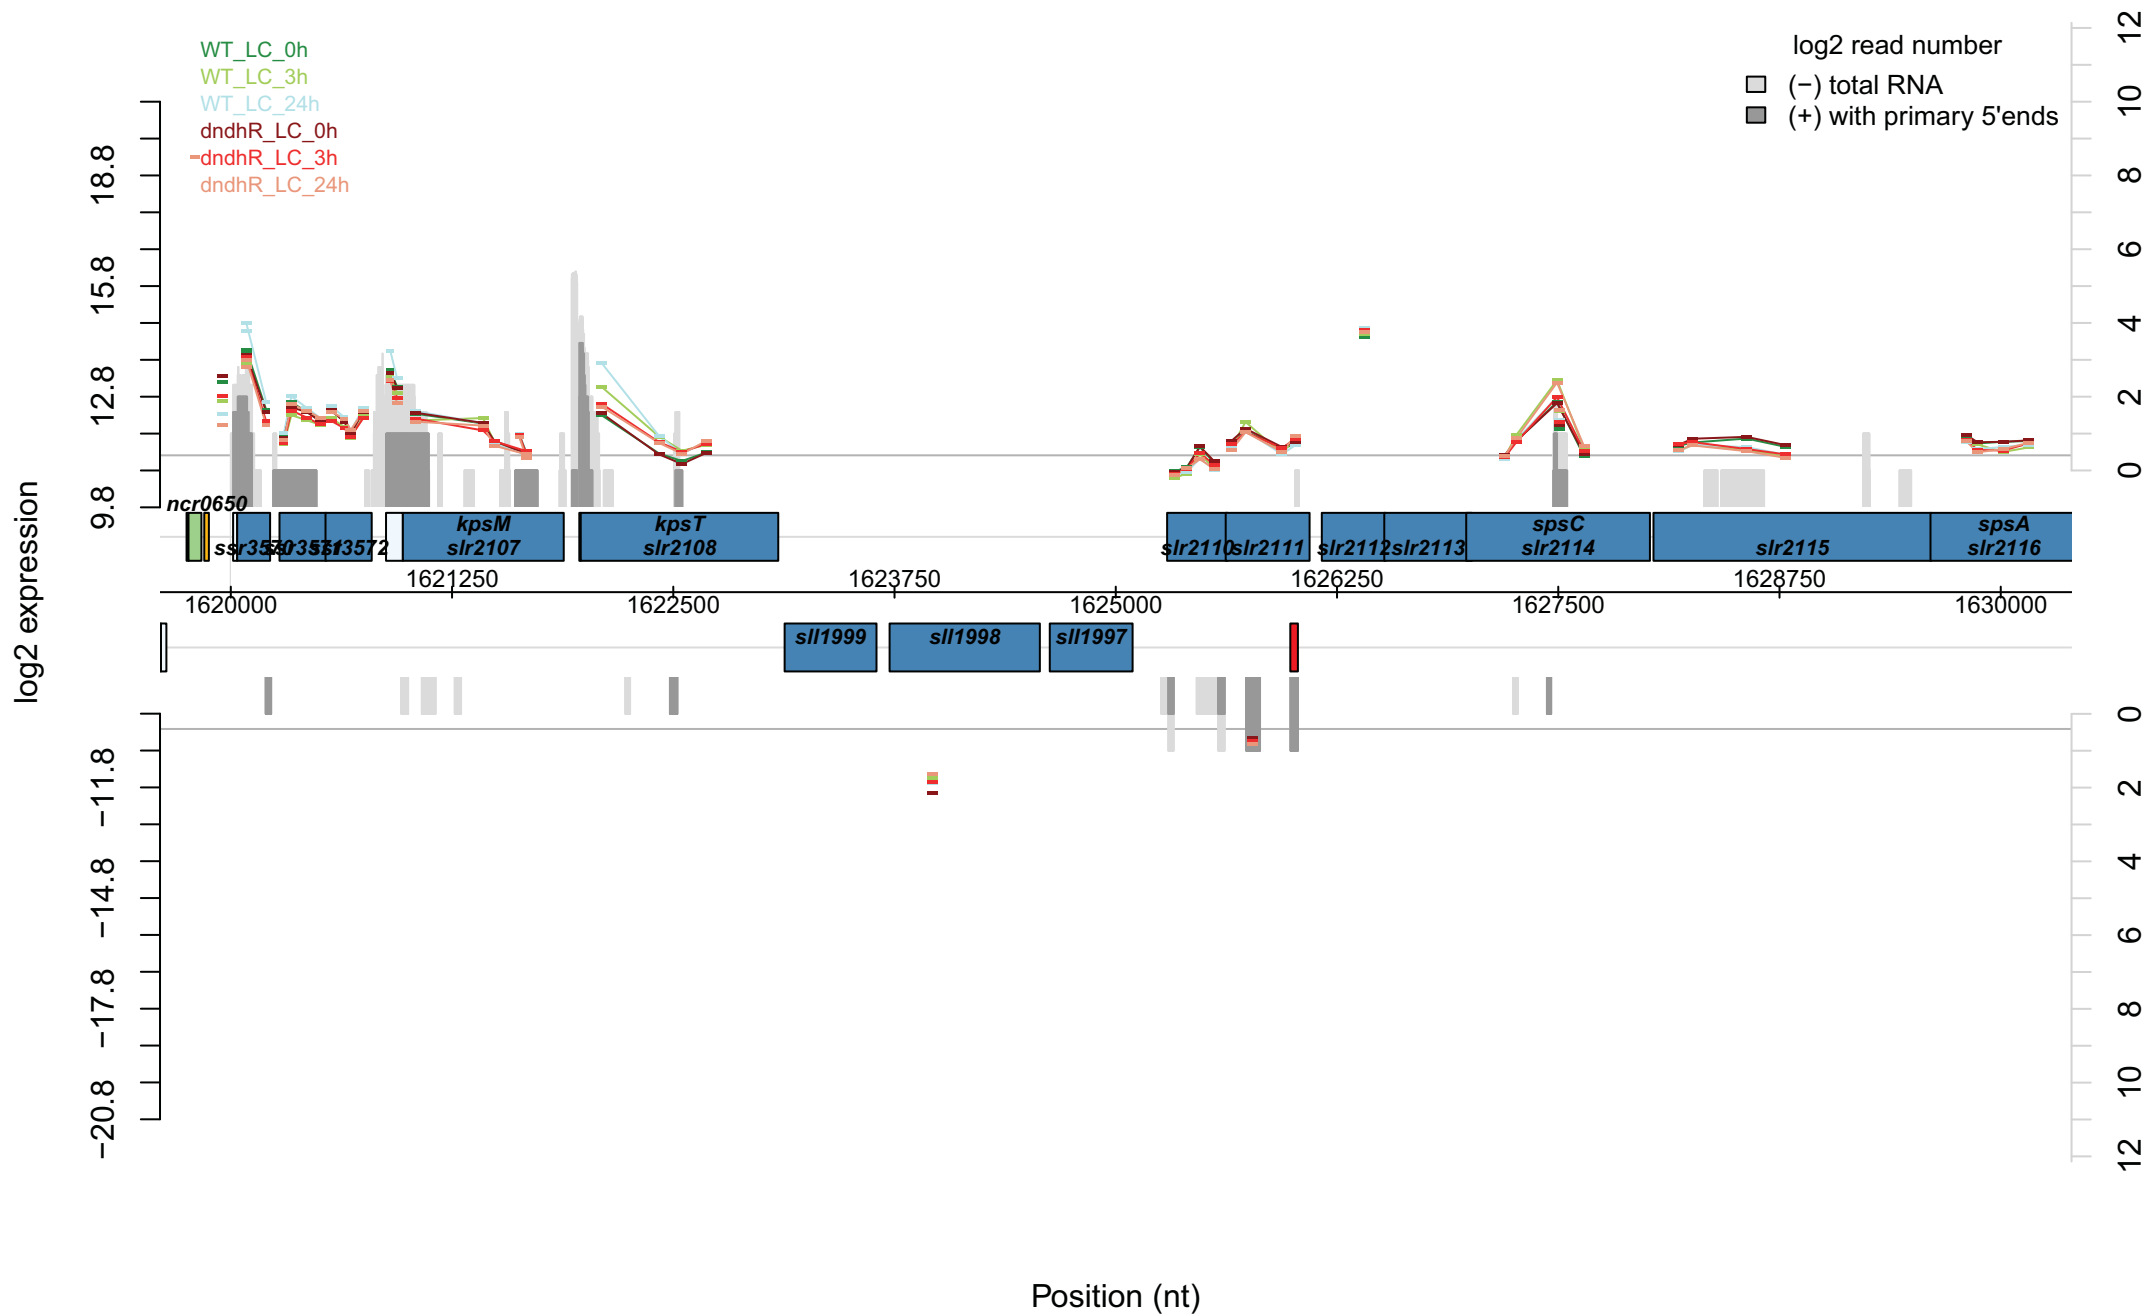 WT_LC_0h
WT_LC_3h
WT_LC_24h
dndhR_LC_0h
dndhR_LC_3h
dndhR_LC_24h
log2 read number
(−) total RNA
(+) with primary 5'ends
log2 expression
18.8
15.8
12.8
9.8
12
10
8
6
4
2
0
ncr0650
kpsM
kpsT
spsC
spsA
ssr3570
ssr3571
ssr3572
slr2107
slr2108
slr2110
slr2111
slr2112
slr2113
slr2114
slr2115
slr2116
1621250
1623750
1626250
1628750
1620000
1622500
1625000
1627500
1630000
sll1999
sll1998
sll1997
−11.8
−14.8
−17.8
−20.8
0
2
4
6
8
10
12
Position (nt)